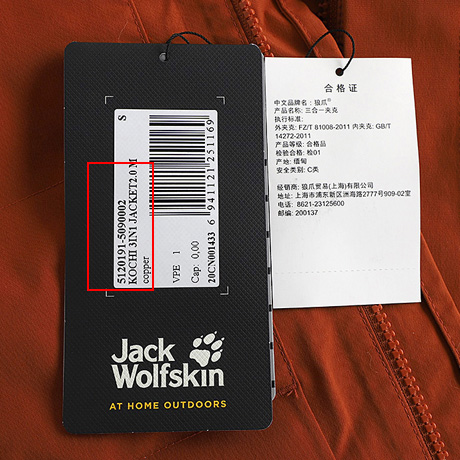 S
6941121251169
5120191-5090002
KOCHI 3IN1 JACKET2.0 M
copper
VPE 1
Cap: 0,00
20CN001433
Jack
Wolfskin
AT HOME OUTDOORS
合格证
中文品牌名：狼爪®
产品名称：三合一夹克
执行标准：
外夹克: FZ/T 81008-2011 内夹克: GB/T
14272-2011
产品等级：合格品
检验合格：检01
产地：缅甸
安全类别：C类
经销商: 狼爪贸易(上海)有限公司
地址: 上海市浦东新区洲海路2777号909-02室
电话: 8621-23125600
邮编: 200137